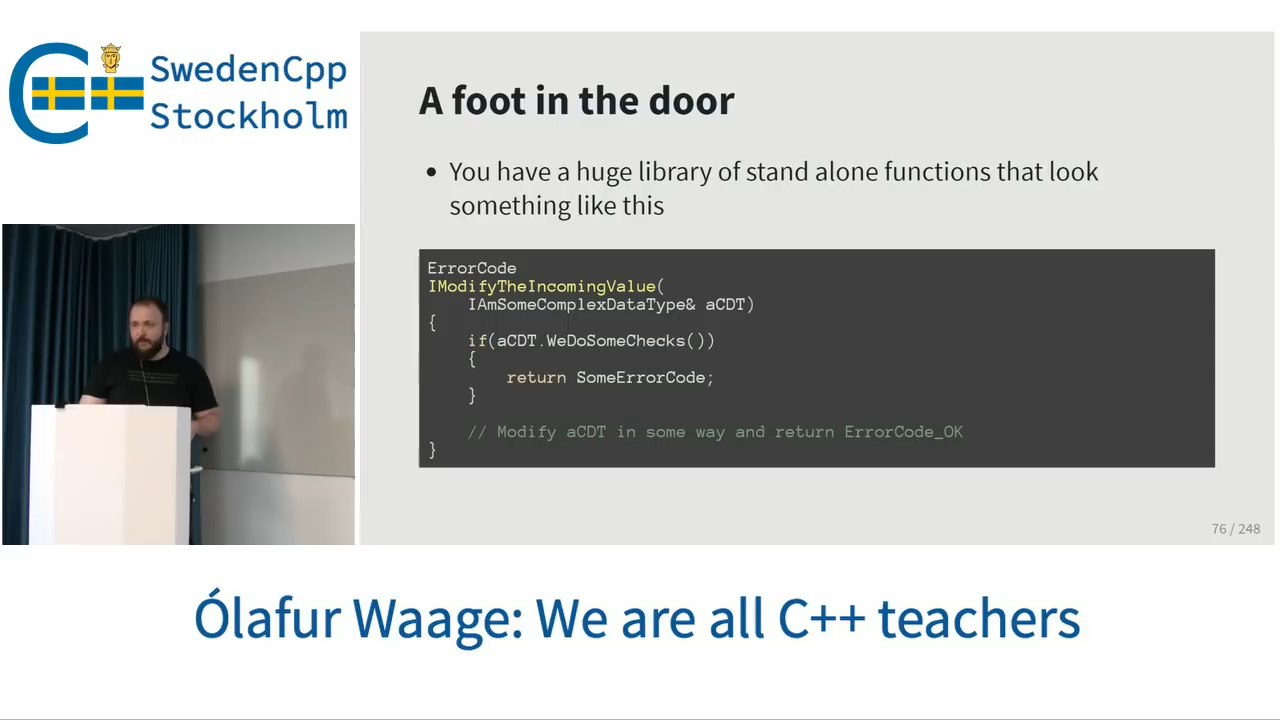 SwedenCpp
Stockholm
A foot in the door
• You have a huge library of stand alone functions that look
something like this
ErrorCode
IModifyTheIncomingValue(
    IAmSomeComplexDataType& aCDT)
{
    if(aCDT.WeDoSomeChecks())
    {
        return SomeErrorCode;
    }
    // Modify aCDT in some way and return ErrorCode_OK
}
76 / 248
Ólafur Waage: We are all C++ teachers